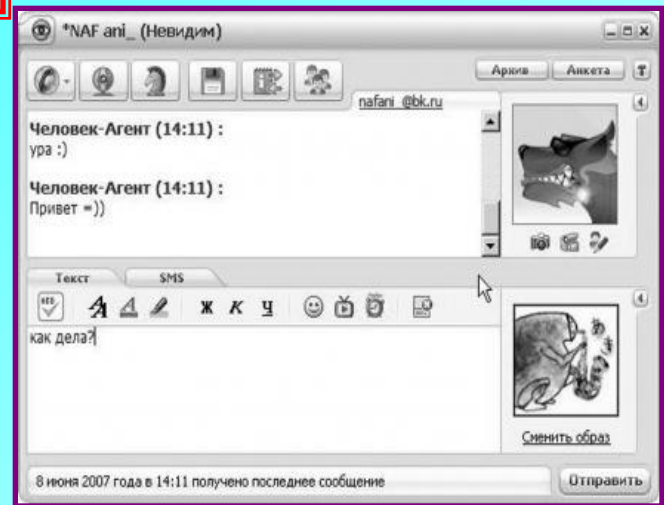 *NAF ani_ (Невидим)
Архив Анкета
nafani_@bk.ru
Человек-Агент (14:11) :
ура :)
Человек-Агент (14:11) :
Привет =))
Текст SMS
Ж К Ч
как дела?
Сменить образ
8 июня 2007 года в 14:11 получено последнее сообщение
Отправить